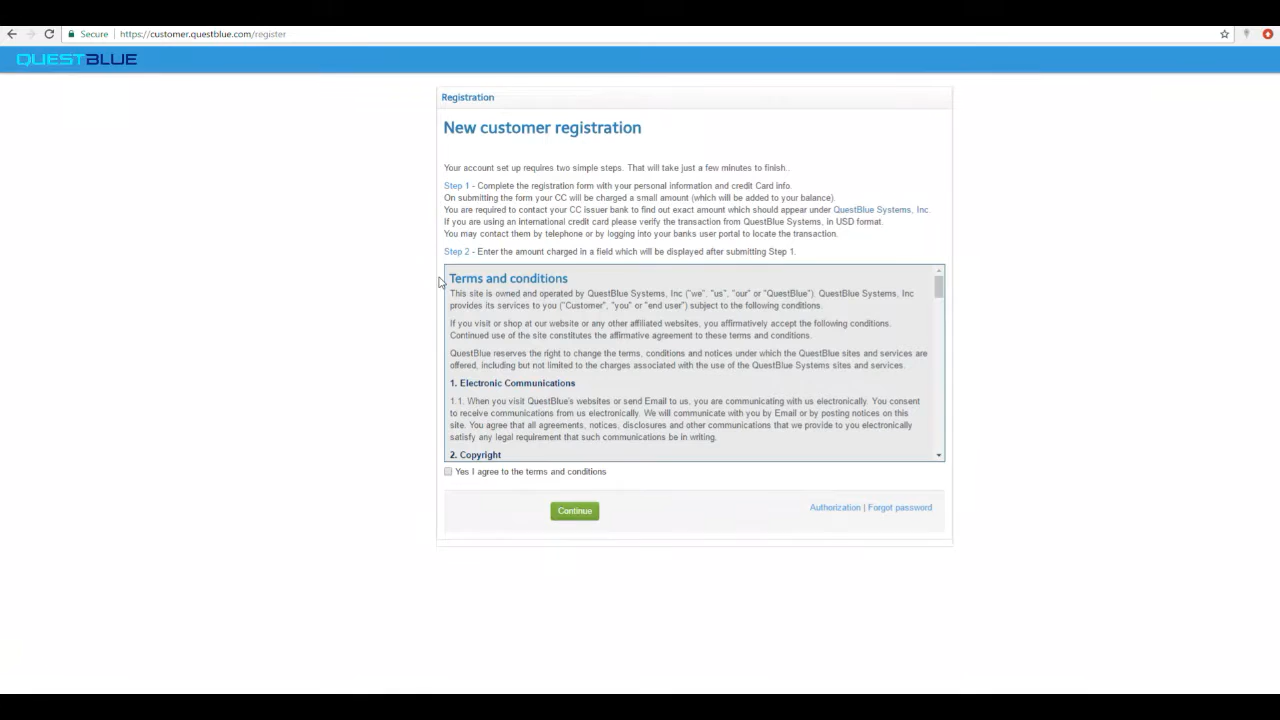 Secure https://customer.questblue.com/register
QUESTBLUE
Registration
New customer registration
Your account set up requires two simple steps. That will take just a few minutes to finish..
Step 1 - Complete the registration form with your personal information and credit Card info.
On submitting the form your CC will be charged a small amount (which will be added to your balance).
You are required to contact your CC issuer bank to find out exact amount which should appear under QuestBlue Systems, Inc.
If you are using an international credit card please verify the transaction from QuestBlue Systems, in USD format.
You may contact them by telephone or by logging into your banks user portal to locate the transaction.
Step 2 - Enter the amount charged in a field which will be displayed after submitting Step 1.
Terms and conditions
This site is owned and operated by QuestBlue Systems, Inc ("we", "us", "our" or "QuestBlue"). QuestBlue Systems, Inc
provides its services to you ("Customer", "you" or "end user") subject to the following conditions.
If you visit or shop at our website or any other affiliated websites, you affirmatively accept the following conditions.
Continued use of the site constitutes the affirmative agreement to these terms and conditions.
QuestBlue reserves the right to change the terms, conditions and notices under which the QuestBlue sites and services are
offered, including but not limited to the charges associated with the use of the QuestBlue Systems sites and services.
1. Electronic Communications
1.1. When you visit QuestBlue's websites or send Email to us, you are communicating with us electronically. You consent
to receive communications from us electronically. We will communicate with you by Email or by posting notices on this
site. You agree that all agreements, notices, disclosures and other communications that we provide to you electronically
satisfy any legal requirement that such communications be in writing.
2. Copyright
Yes I agree to the terms and conditions
Continue
Authorization | Forgot password